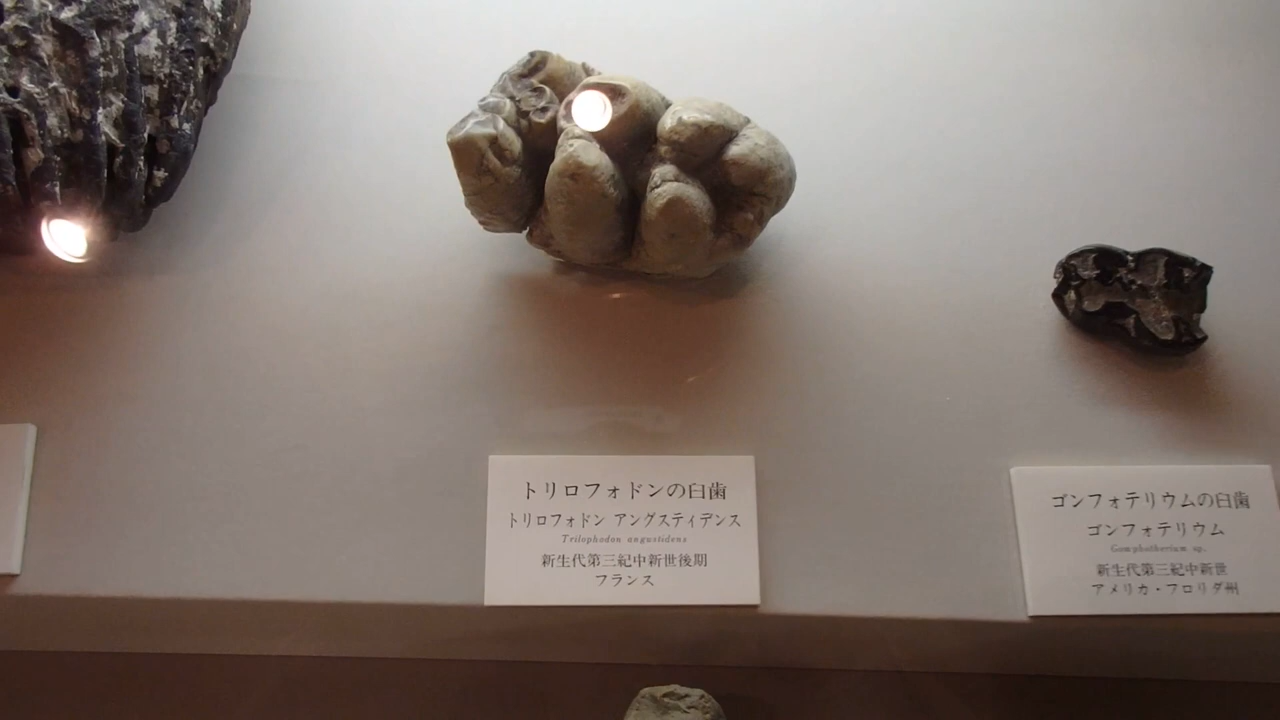 トリロフォドンの臼歯
トリロフォドン アングスティデンス
Trilophodon angustidens
新生代第三紀中新世後期
フランス
ゴンフォテリウムの臼歯
ゴンフォテリウム
Gomphotherium sp.
新生代第三紀中新世
アメリカ・フロリダ州